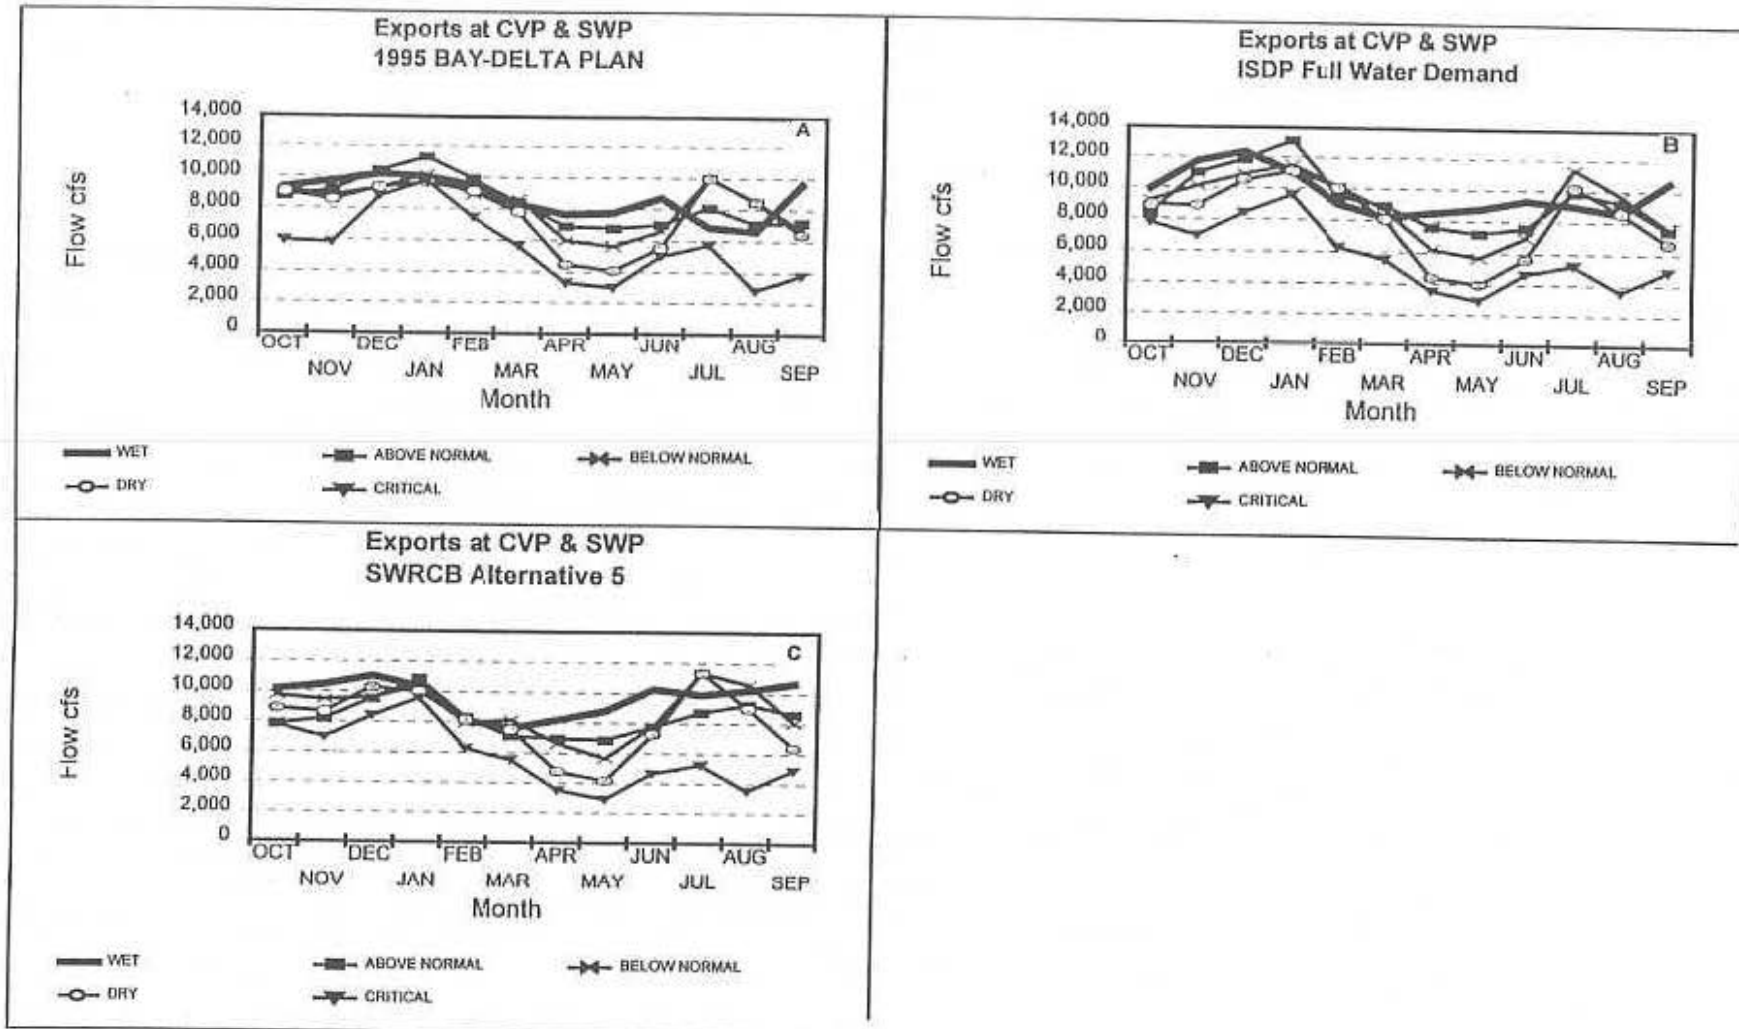 Exports at CVP & SWP
1995 BAY-DELTA PLAN
A
Flow cfs
14,000
12,000
10,000
8,000
6,000
4,000
2,000
0
OCT
NOV
DEC
JAN
FEB
MAR
APR
MAY
JUN
JUL
AUG
SEP
Month
WET
ABOVE NORMAL
BELOW NORMAL
DRY
CRITICAL
Exports at CVP & SWP
ISDP Full Water Demand
B
Flow cfs
14,000
12,000
10,000
8,000
6,000
4,000
2,000
0
OCT
NOV
DEC
JAN
FEB
MAR
APR
MAY
JUN
JUL
AUG
SEP
Month
WET
ABOVE NORMAL
BELOW NORMAL
DRY
CRITICAL
Exports at CVP & SWP
SWRCB Alternative 5
C
Flow cfs
14,000
12,000
10,000
8,000
6,000
4,000
2,000
0
OCT
NOV
DEC
JAN
FEB
MAR
APR
MAY
JUN
JUL
AUG
SEP
Month
WET
ABOVE NORMAL
BELOW NORMAL
DRY
CRITICAL